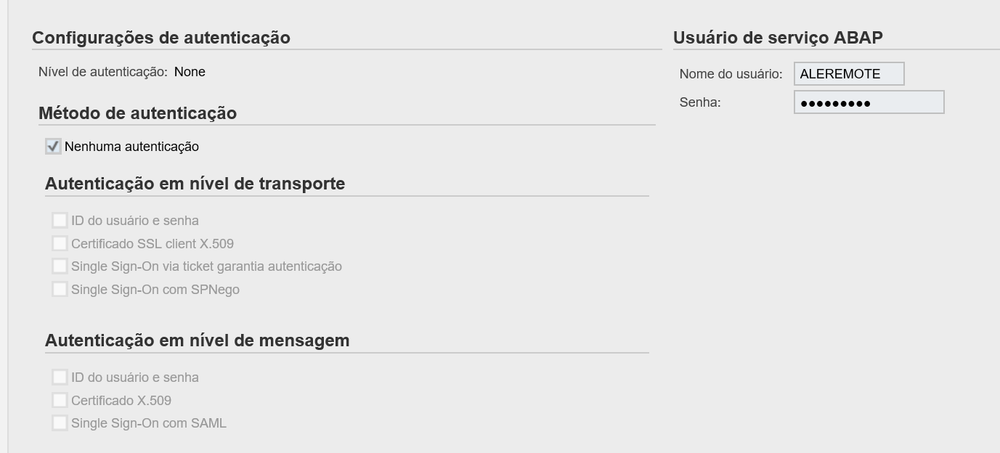 Configurações de autenticação
Nível de autenticação: None
Método de autenticação
Nenhuma autenticação
Autenticação em nível de transporte
ID do usuário e senha
Certificado SSL client X.509
Single Sign-On via ticket garantia autenticação
Single Sign-On com SPNego
Autenticação em nível de mensagem
ID do usuário e senha
Certificado X.509
Single Sign-On com SAML
Usuário de serviço ABAP
Nome do usuário: ALEREMOTE
Senha: •••••••••